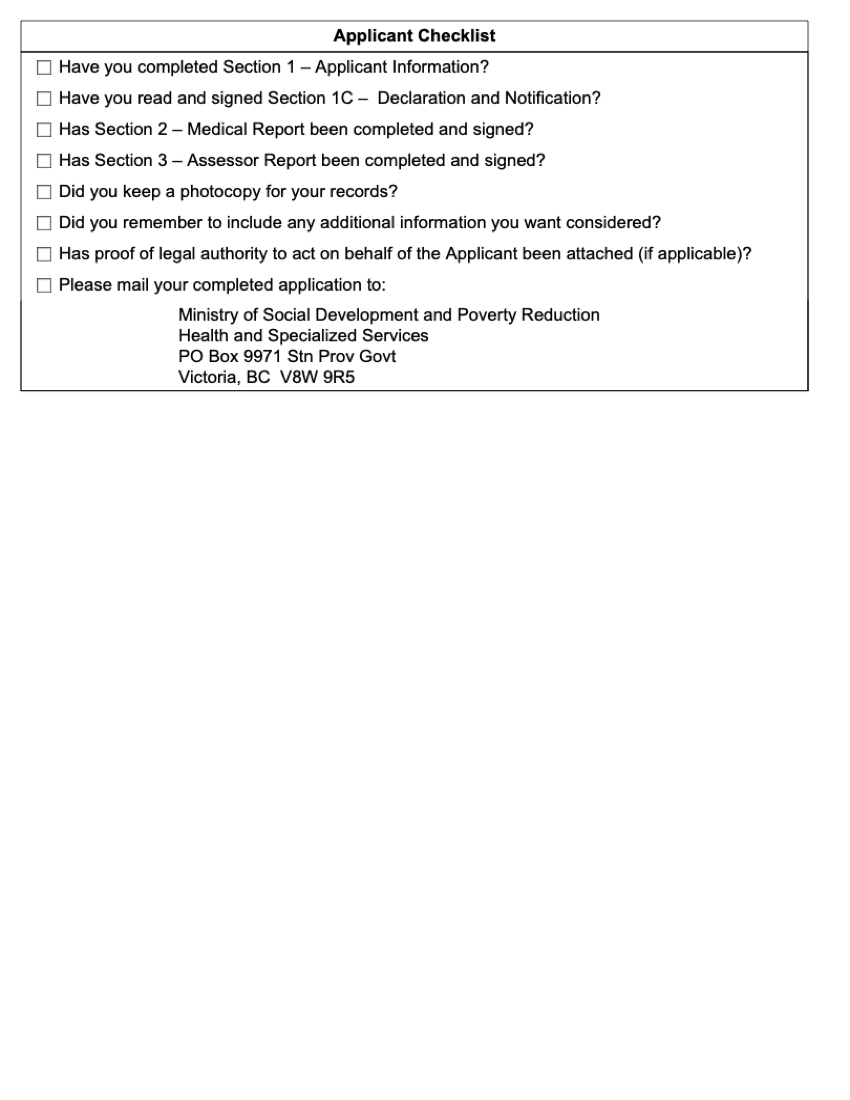 Applicant Checklist
☐ Have you completed Section 1 – Applicant Information?
☐ Have you read and signed Section 1C – Declaration and Notification?
☐ Has Section 2 – Medical Report been completed and signed?
☐ Has Section 3 – Assessor Report been completed and signed?
☐ Did you keep a photocopy for your records?
☐ Did you remember to include any additional information you want considered?
☐ Has proof of legal authority to act on behalf of the Applicant been attached (if applicable)?
☐ Please mail your completed application to:
Ministry of Social Development and Poverty Reduction
Health and Specialized Services
PO Box 9971 Stn Prov Govt
Victoria, BC  V8W 9R5